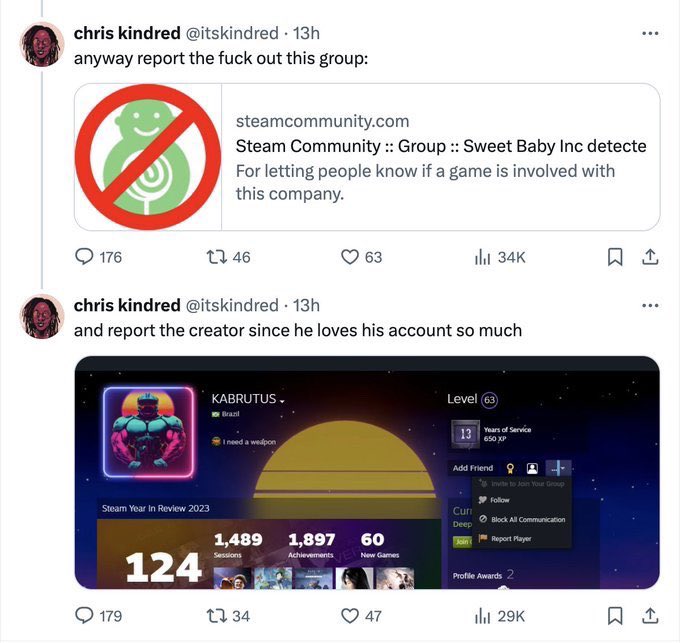 chris kindred @itskindred · 13h
anyway report the fuck out this group:
steamcommunity.com
Steam Community :: Group :: Sweet Baby Inc detecte
For letting people know if a game is involved with
this company.
176 46 63 34K
chris kindred @itskindred · 13h
and report the creator since he loves his account so much
KABRUTUS
Brazil
I need a weapon
Level 63
13 Years of Service
650 XP
Add Friend
Invite to Join Your Group
Follow
Block All Communication
Report Player
Steam Year In Review 2023
124
1,489 1,897 60
Sessions Achievements New Games
Profile Awards 2
179 34 47 29K